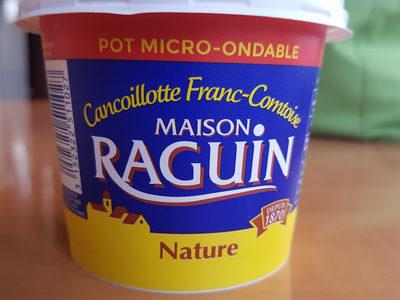 POT MICRO-ONDABLE
Cancoillotte Franc-Comtoise
MAISON
RAGUIN
DEPUIS
1870
Nature